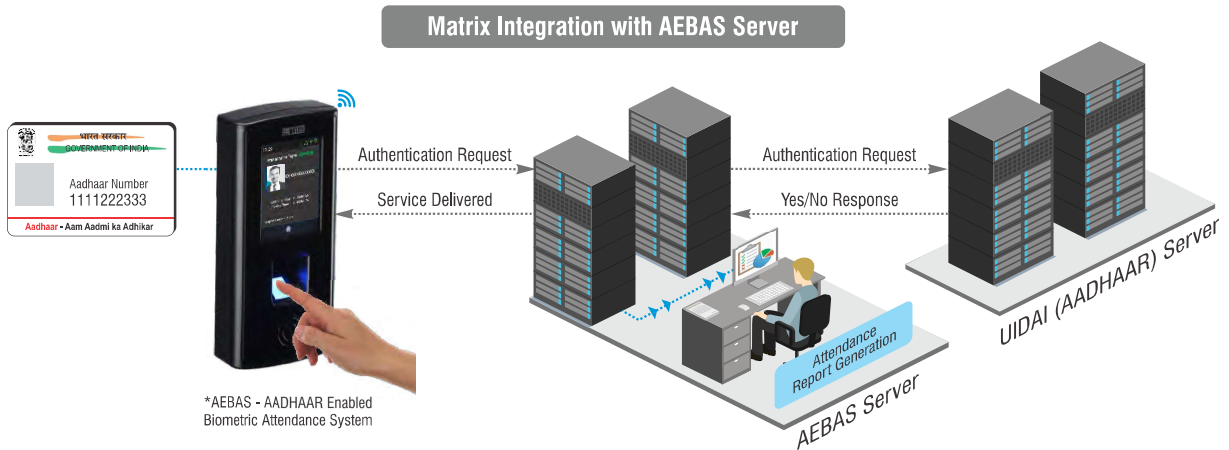 Matrix Integration with AEBAS Server
भारत सरकार
GOVERNMENT OF INDIA
Aadhaar Number
1111222333
Aadhaar - Aam Aadmi ka Adhikar
Authentication Request
Service Delivered
Authentication Request
Yes/No Response
Attendance
Report Generation
AEBAS Server
UIDAI (AADHAAR) Server
*AEBAS - AADHAAR Enabled
Biometric Attendance System